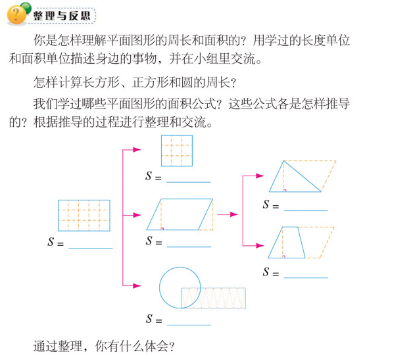 整理与反思
你是怎样理解平面图形的周长和面积的？用学过的长度单位
和面积单位描述身边的事物，并在小组里交流。
怎样计算长方形、正方形和圆的周长？
我们学过哪些平面图形的面积公式？这些公式各是怎样推导
的？根据推导的过程进行整理和交流。
S =
S =
S =
S =
S =
S =
通过整理，你有什么体会？